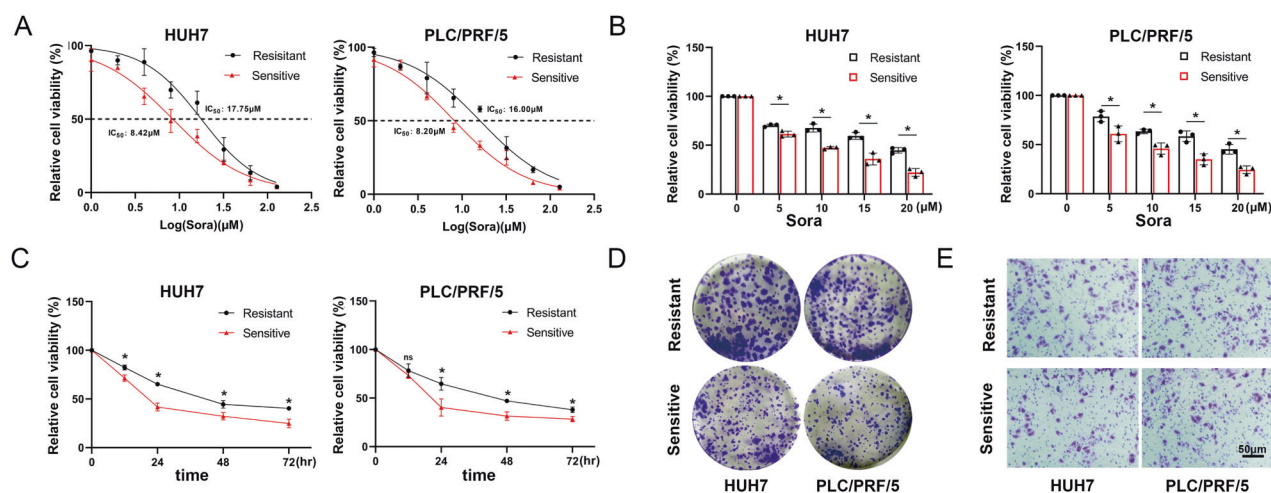 A
HUH7
Relative cell viability (%)
100
50
0
Resisitant
Sensitive
IC50: 17.75μM
IC50: 8.42μM
0.0 0.5 1.0 1.5 2.0 2.5
Log(Sora)(μM)
PLC/PRF/5
Relative cell viability (%)
100
50
0
Resisitant
Sensitive
IC50: 16.00μM
IC50: 8.20μM
0.0 0.5 1.0 1.5 2.0 2.5
Log(Sora)(μM)
B
HUH7
Relative cell viability (%)
150
100
50
0
Resistant
Sensitive
* * * *
0 5 10 15 20 (μM)
Sora
PLC/PRF/5
Relative cell viability (%)
150
100
50
0
Resistant
Sensitive
* * * *
0 5 10 15 20 (μM)
Sora
C
HUH7
Relative cell viability (%)
150
100
50
0
Resistant
Sensitive
* * * *
0 24 48 72(hr)
time
PLC/PRF/5
Relative cell viability (%)
150
100
50
0
Resistant
Sensitive
ns * * *
0 24 48 72(hr)
time
D
Resistant
Sensitive
HUH7 PLC/PRF/5
E
Resistant
Sensitive
50μm
HUH7 PLC/PRF/5